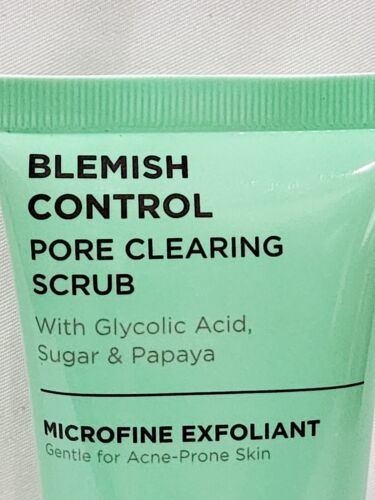 BLEMISH
CONTROL
PORE CLEARING
SCRUB
With Glycolic Acid,
Sugar & Papaya
MICROFINE EXFOLIANT
Gentle for Acne-Prone Skin